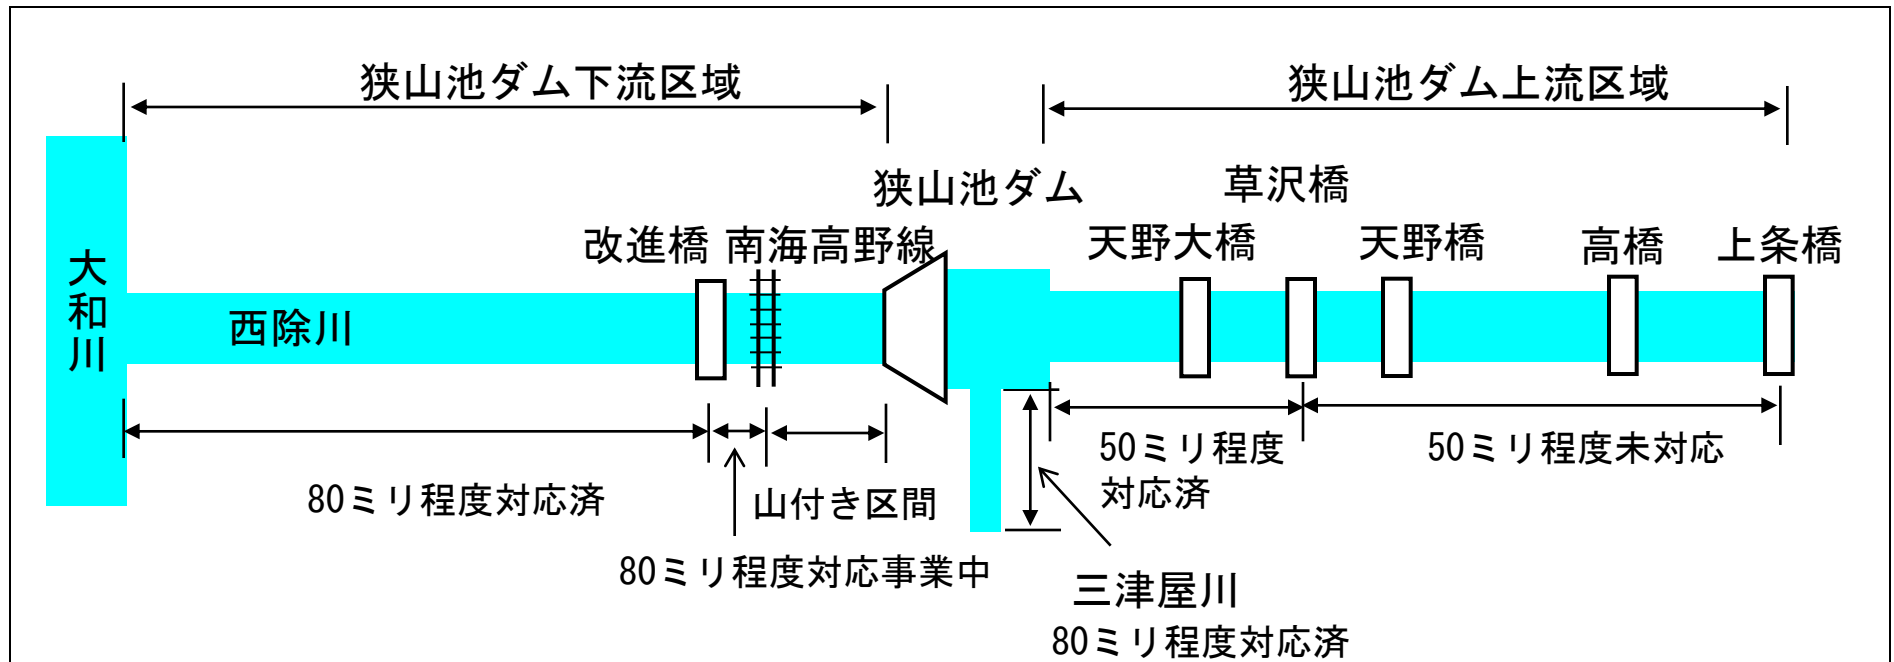 狭山池ダム下流区域
狭山池ダム上流区域
狭山池ダム
草沢橋
改進橋
南海高野線
天野大橋
天野橋
高橋
上条橋
大和川
西除川
80ミリ程度対応済
山付き区間
80ミリ程度対応事業中
50ミリ程度
対応済
50ミリ程度未対応
三津屋川
80ミリ程度対応済